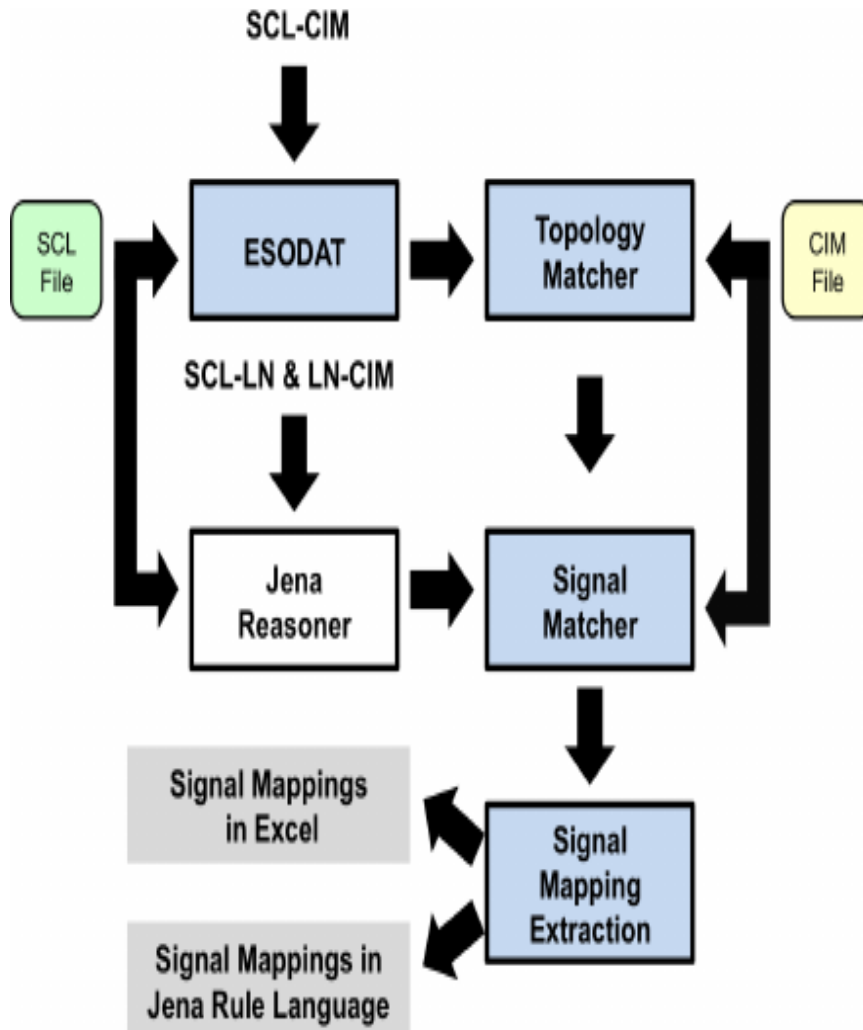 SCL-CIM
SCL
File
ESODAT
Topology
Matcher
CIM
File
SCL-LN & LN-CIM
Jena
Reasoner
Signal
Matcher
Signal Mappings
in Excel
Signal
Mapping
Extraction
Signal Mappings in
Jena Rule Language